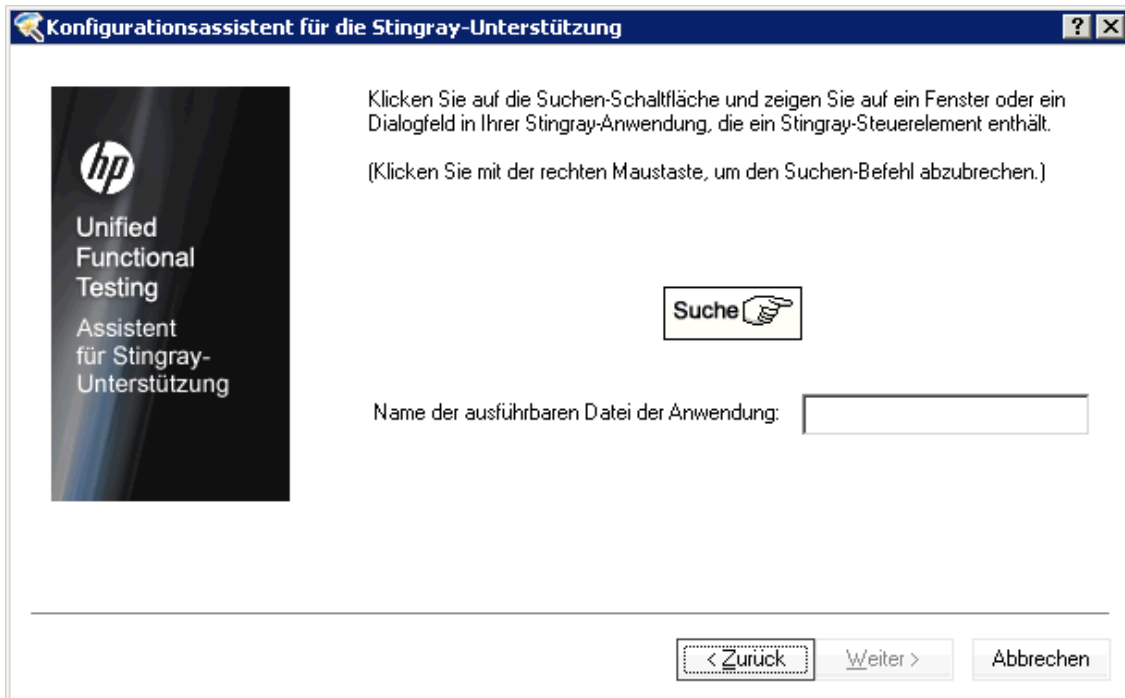 Konfigurationsassistent für die Stingray-Unterstützung
? X
hp
Unified
Functional
Testing
Assistent
für Stingray-
Unterstützung
Klicken Sie auf die Suchen-Schaltfläche und zeigen Sie auf ein Fenster oder ein
Dialogfeld in Ihrer Stingray-Anwendung, die ein Stingray-Steuerelement enthält.
(Klicken Sie mit der rechten Maustaste, um den Suchen-Befehl abzubrechen.)
Suche
Name der ausführbaren Datei der Anwendung:
< Zurück
Weiter >
Abbrechen